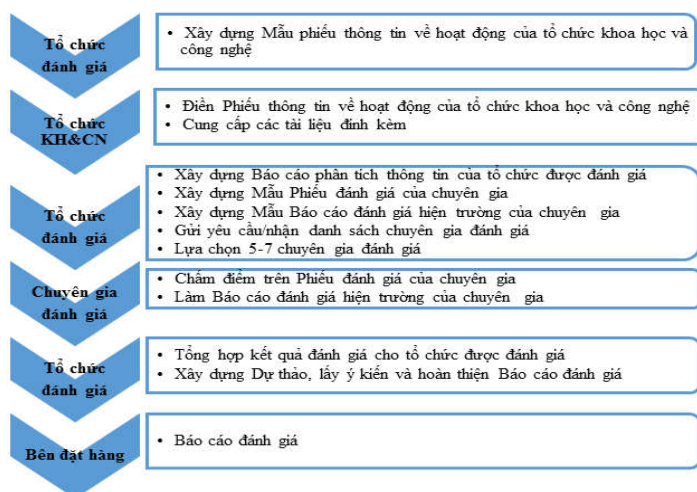 Tổ chức
đánh giá
• Xây dựng Mẫu phiếu thông tin về hoạt động của tổ chức khoa học và
công nghệ
Tổ chức
KH&CN
• Điền Phiếu thông tin về hoạt động của tổ chức khoa học và công nghệ
• Cung cấp các tài liệu đính kèm
Tổ chức
đánh giá
• Xây dựng Báo cáo phân tích thông tin của tổ chức được đánh giá
• Xây dựng Mẫu Phiếu đánh giá của chuyên gia
• Xây dựng Mẫu Báo cáo đánh giá hiện trường của chuyên gia
• Gửi yêu cầu/nhận danh sách chuyên gia đánh giá
• Lựa chọn 5-7 chuyên gia đánh giá
Chuyên gia
đánh giá
• Chấm điểm trên Phiếu đánh giá của chuyên gia
• Làm Báo cáo đánh giá hiện trường của chuyên gia
Tổ chức
đánh giá
• Tổng hợp kết quả đánh giá cho tổ chức được đánh giá
• Xây dựng Dự thảo, lấy ý kiến và hoàn thiện Báo cáo đánh giá
Bên đặt hàng
• Báo cáo đánh giá